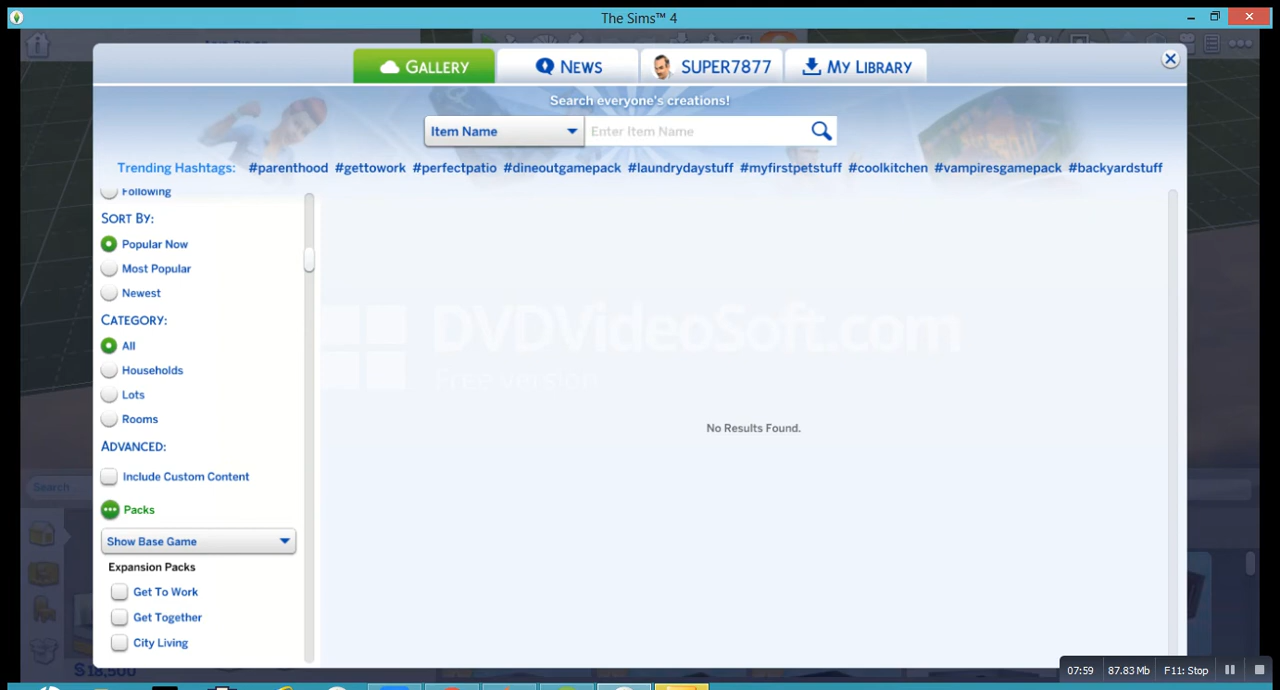 The Sims™ 4
GALLERY
NEWS
SUPER7877
MY LIBRARY
Search everyone's creations!
Item Name
Enter Item Name
Trending Hashtags: #parenthood #gettowork #perfectpatio #dineoutgamepack #laundrydaystuff #myfirstpetstuff #coolkitchen #vampiresgamepack #backyardstuff
Following
SORT BY:
Popular Now
Most Popular
Newest
CATEGORY:
All
Households
Lots
Rooms
ADVANCED:
Include Custom Content
Packs
Show Base Game
Expansion Packs
Get To Work
Get Together
City Living
DVDVideoSoft.com
Free version
No Results Found.
Search
$18,500
07:59 87.83 Mb F11: Stop